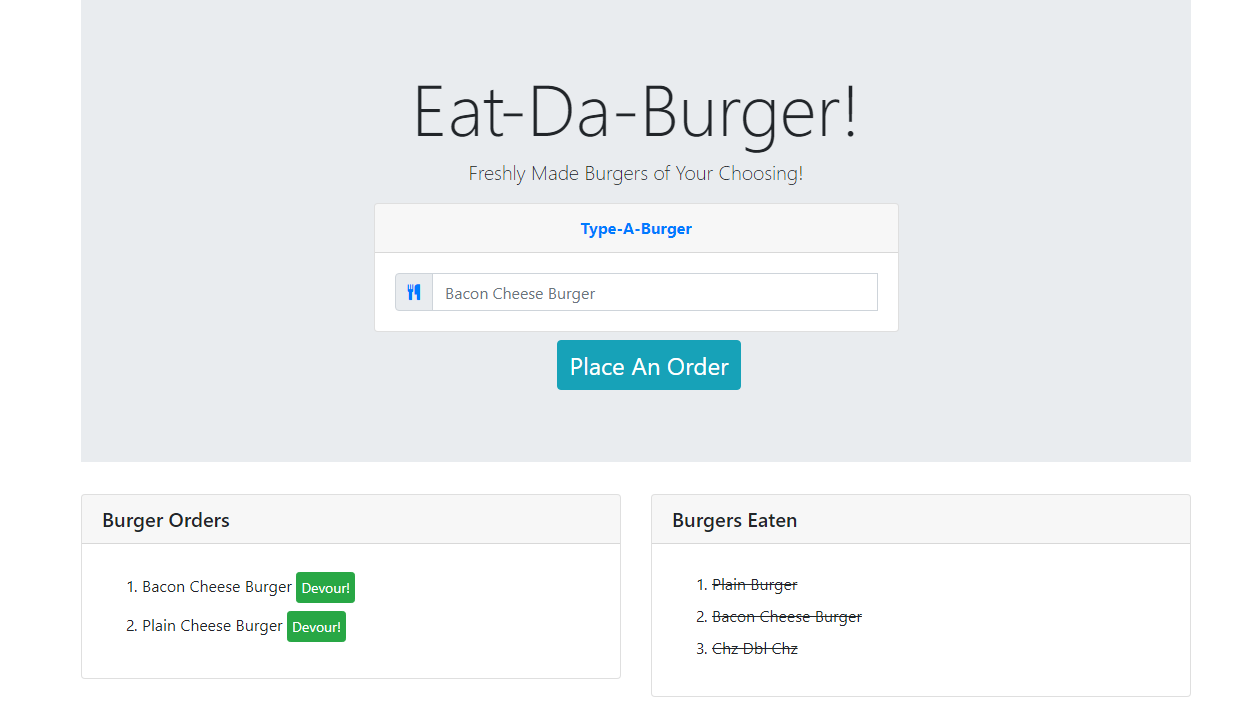 Eat-Da-Burger!
Freshly Made Burgers of Your Choosing!
Type-A-Burger
Bacon Cheese Burger
Place An Order
Burger Orders
1. Bacon Cheese Burger Devour!
2. Plain Cheese Burger Devour!
Burgers Eaten
1. Plain Burger
2. Bacon Cheese Burger
3. Chz Dbl Chz